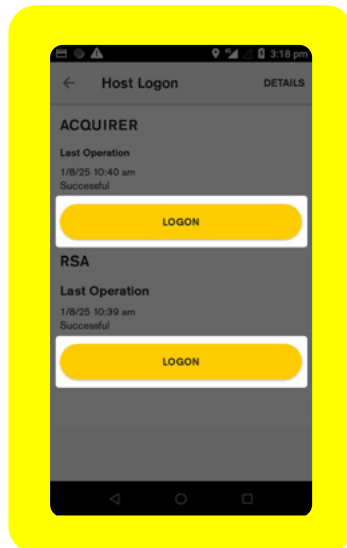 3:18 pm
Host Logon
DETAILS
ACQUIRER
Last Operation
1/8/25 10:40 am
Successful
LOGON
RSA
Last Operation
1/8/25 10:39 am
Successful
LOGON